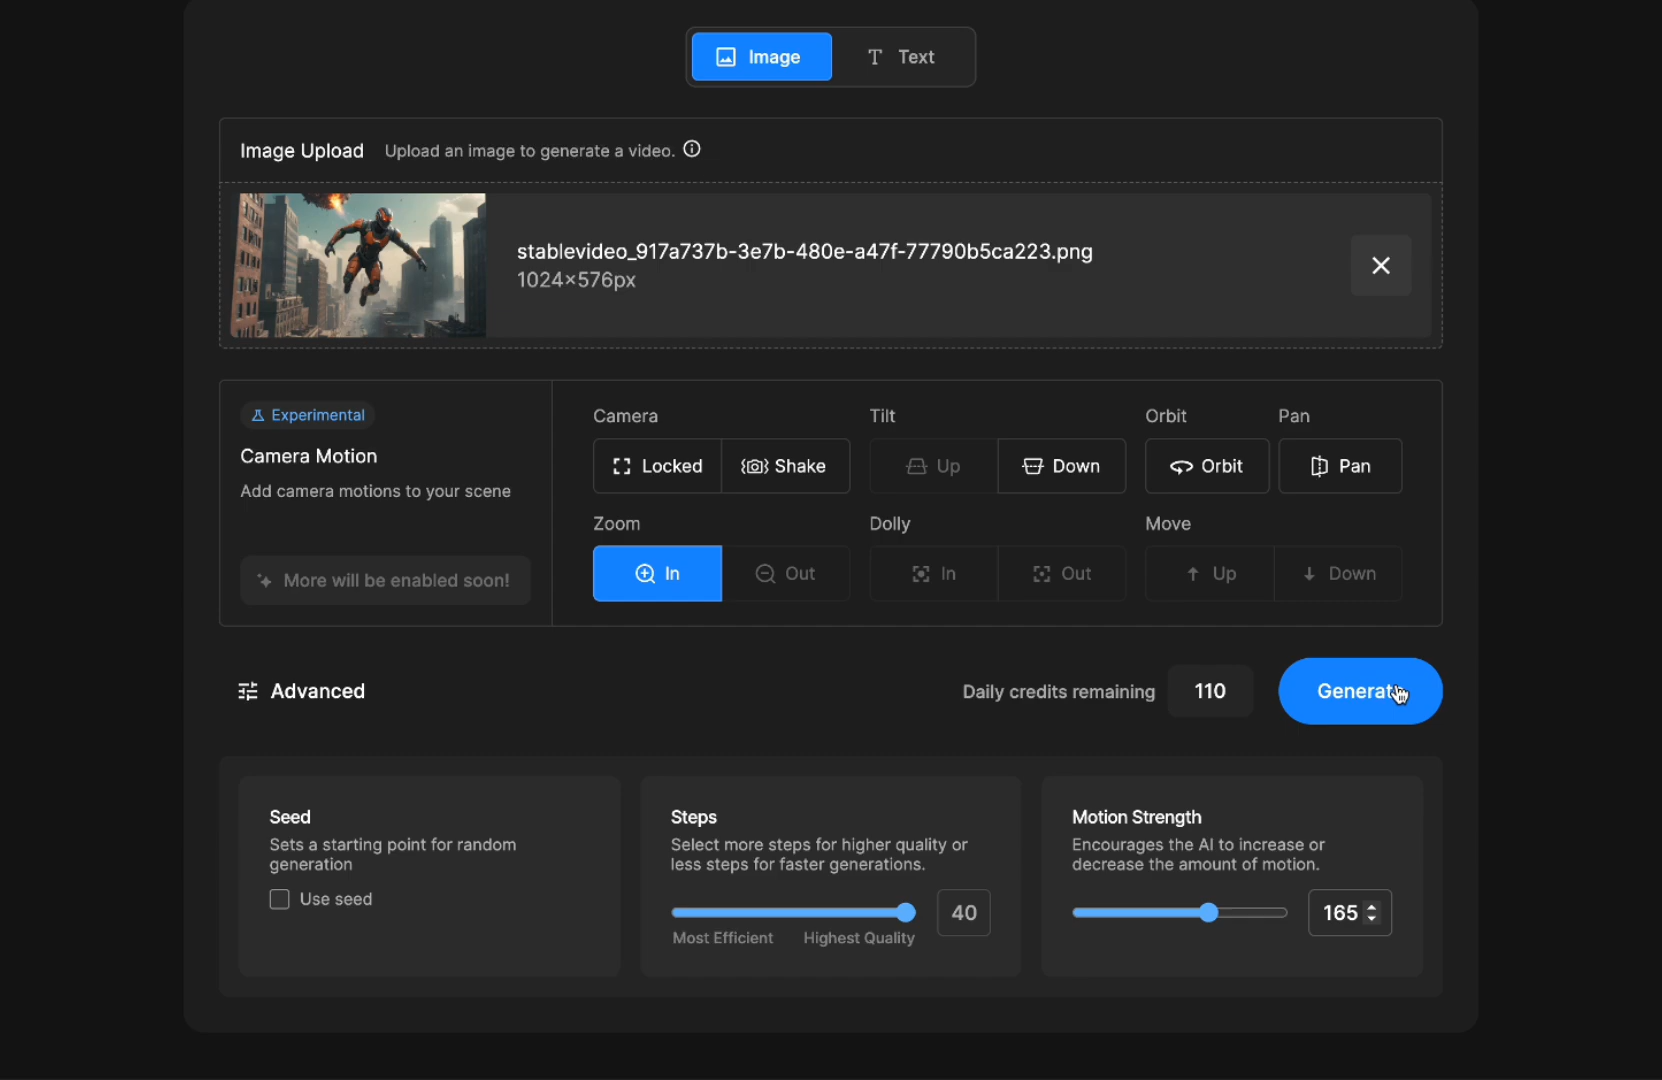 Image
Text
Image Upload
Upload an image to generate a video.
stablevideo_917a737b-3e7b-480e-a47f-77790b5ca223.png
1024×576px
Experimental
Camera Motion
Add camera motions to your scene
More will be enabled soon!
Camera
Locked
Shake
Tilt
Up
Down
Orbit
Orbit
Pan
Pan
Zoom
In
Out
Dolly
In
Out
Move
Up
Down
Advanced
Daily credits remaining
110
Generate
Seed
Sets a starting point for random
generation
Use seed
Steps
Select more steps for higher quality or
less steps for faster generations.
40
Most Efficient
Highest Quality
Motion Strength
Encourages the AI to increase or
decrease the amount of motion.
165